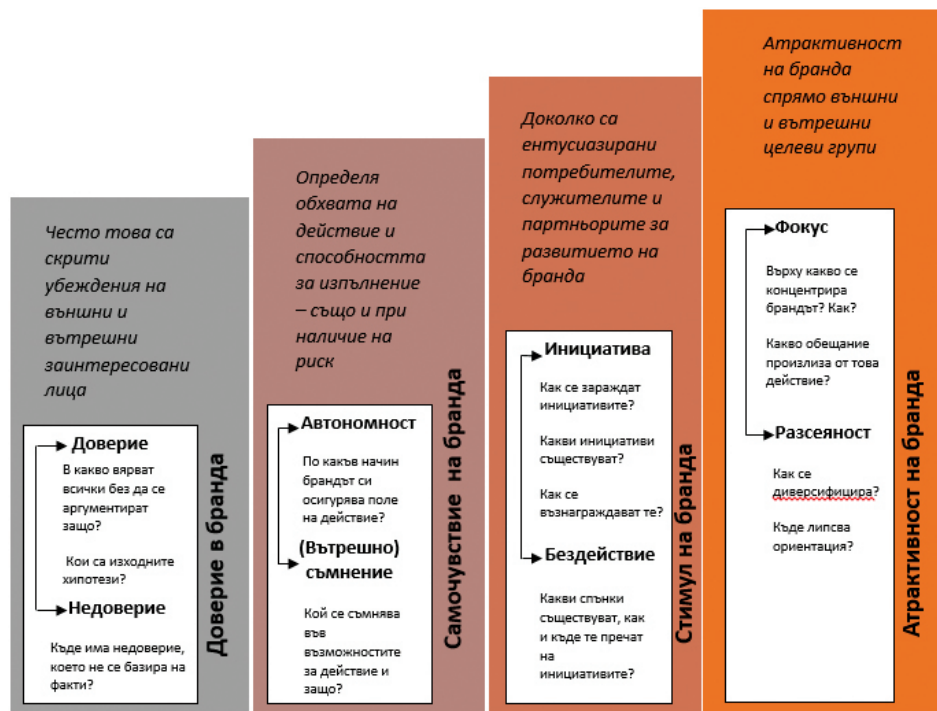 Често това са
скрити
убеждения на
външни и
вътрешни
заинтересовани
лица
Доверие
В какво вярват
всички без да се
аргументират
защо?
Кои са изходните
хипотези?
Недоверие
Къде има недоверие,
което не се базира на
факти?
Доверие в бранда
Определя
обхвата на
действие и
способността
за изпълнение
– също и при
наличие на
риск
Автономност
По какъв начин
брандът си
осигурява поле
на действие?
(Вътрешно)
съмнение
Кой се съмнява
във
възможностите
за действие и
защо?
Самочувствие на бранда
Доколко са
ентусиазирани
потребителите,
служителите и
партньорите за
развитието на
бранда
Инициатива
Как се зараждат
инициативите?
Какви инициативи
съществуват?
Как се
възнаграждават те?
Бездействие
Какви спънки
съществуват, как
и къде те пречат
на
инициативите?
Стимул на бранда
Атрактивност
на бранда
спрямо външни
и вътрешни
целеви групи
Фокус
Върху какво се
концентрира
брандът? Как?
Какво обещание
произлиза от това
действие?
Разсеяност
Как се
диверсифицира?
Къде липсва
ориентация?
Атрактивност на бранда